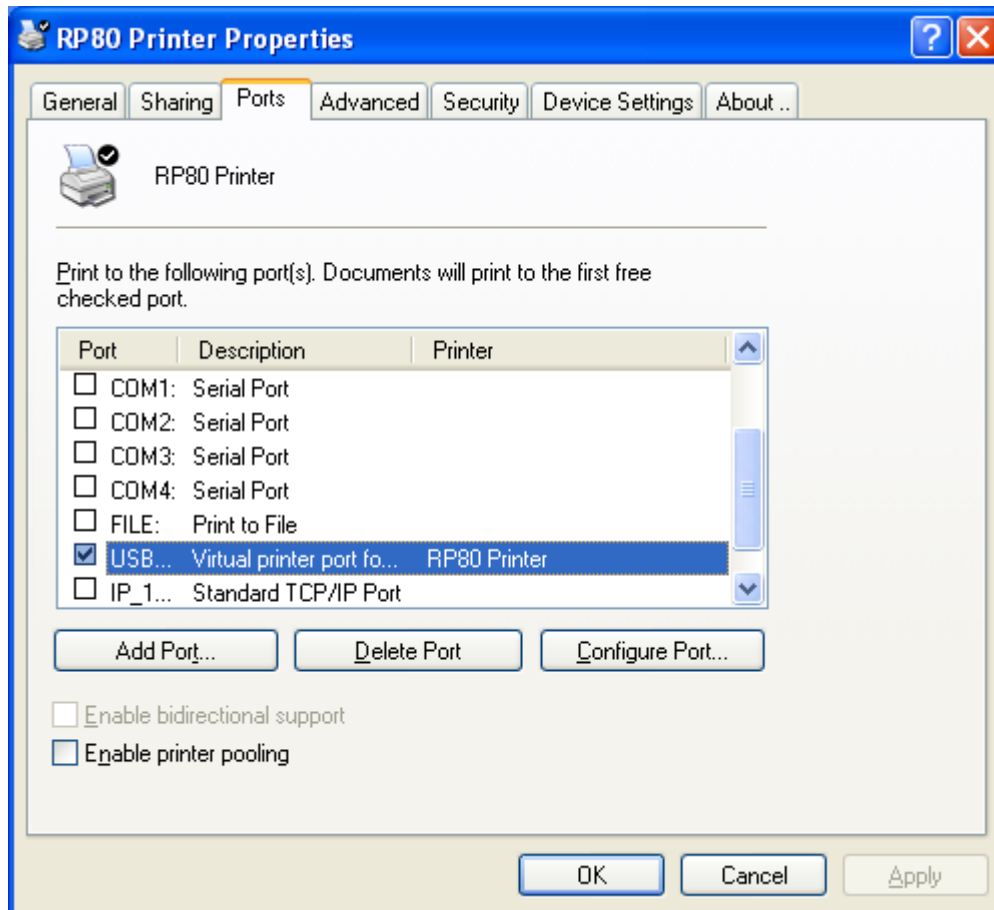 RP80 Printer Properties
General Sharing Ports Advanced Security Device Settings About ..
RP80 Printer
Print to the following port(s). Documents will print to the first free
checked port.
Port Description Printer
COM1: Serial Port
COM2: Serial Port
COM3: Serial Port
COM4: Serial Port
FILE: Print to File
USB... Virtual printer port fo... RP80 Printer
IP_1... Standard TCP/IP Port
Add Port... Delete Port Configure Port...
Enable bidirectional support
Enable printer pooling
OK Cancel Apply